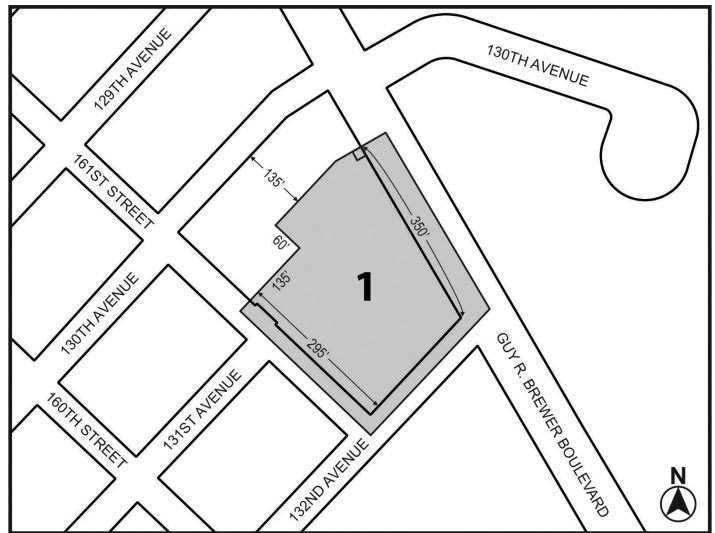 130TH AVENUE
129TH AVENUE
161ST STREET
135'
60'
350'
135'
1
295'
130TH AVENUE
160TH STREET
131ST AVENUE
132ND AVENUE
GUY R. BREWER BOULEVARD
N